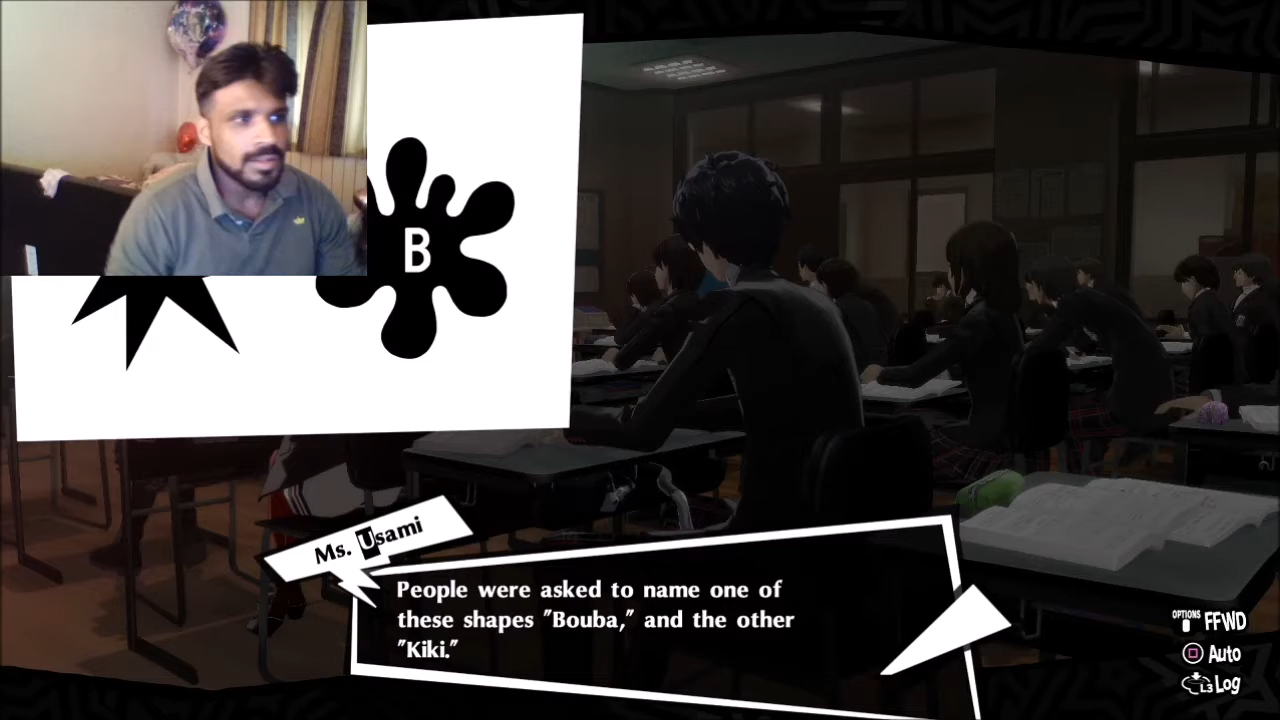 B
Ms. Usami
People were asked to name one of
these shapes "Bouba," and the other
"Kiki."
OPTIONS FFWD
Auto
L3 Log